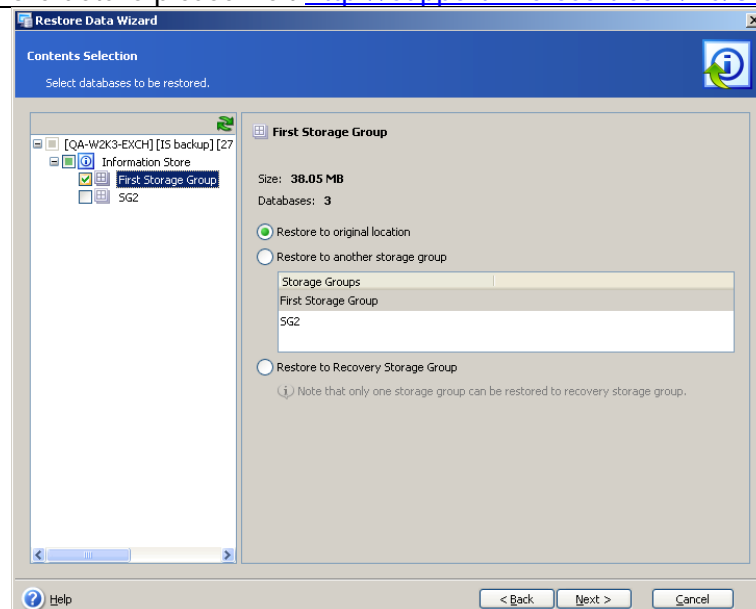 Restore Data Wizard
Contents Selection
Select databases to be restored.
[QA-W2K3-EXCH] [IS backup] [27
Information Store
First Storage Group
SG2
First Storage Group
Size: 38.05 MB
Databases: 3
Restore to original location
Restore to another storage group
Storage Groups
First Storage Group
SG2
Restore to Recovery Storage Group
Note that only one storage group can be restored to recovery storage group.
Help
< Back
Next >
Cancel